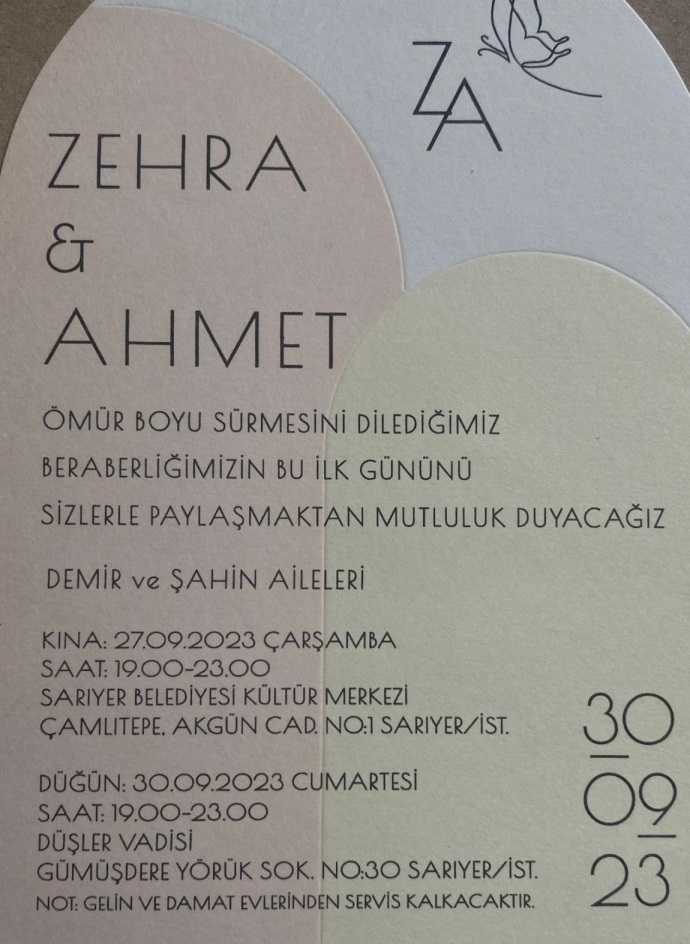 ZA
ZEHRA
&
AHMET
ÖMÜR BOYU SÜRMESİNİ DİLEDİĞİMİZ
BERABERLİĞİMİZİN BU İLK GÜNÜNÜ
SİZLERLE PAYLAŞMAKTAN MUTLULUK DUYACAĞIZ
DEMİR ve ŞAHİN AİLELERİ
KINA: 27.09.2023 ÇARŞAMBA
SAAT: 19.00-23.00
SARIYER BELEDİYESİ KÜLTÜR MERKEZİ
ÇAMLITEPE. AKGÜN CAD. NO:1 SARIYER/İST.
DÜĞÜN: 30.09.2023 CUMARTESİ
SAAT: 19.00-23.00
DÜŞLER VADİSİ
GÜMÜŞDERE YÖRÜK SOK. NO:30 SARIYER/İST.
NOT: GELİN VE DAMAT EVLERİNDEN SERVİS KALKACAKTIR.
30
09
23